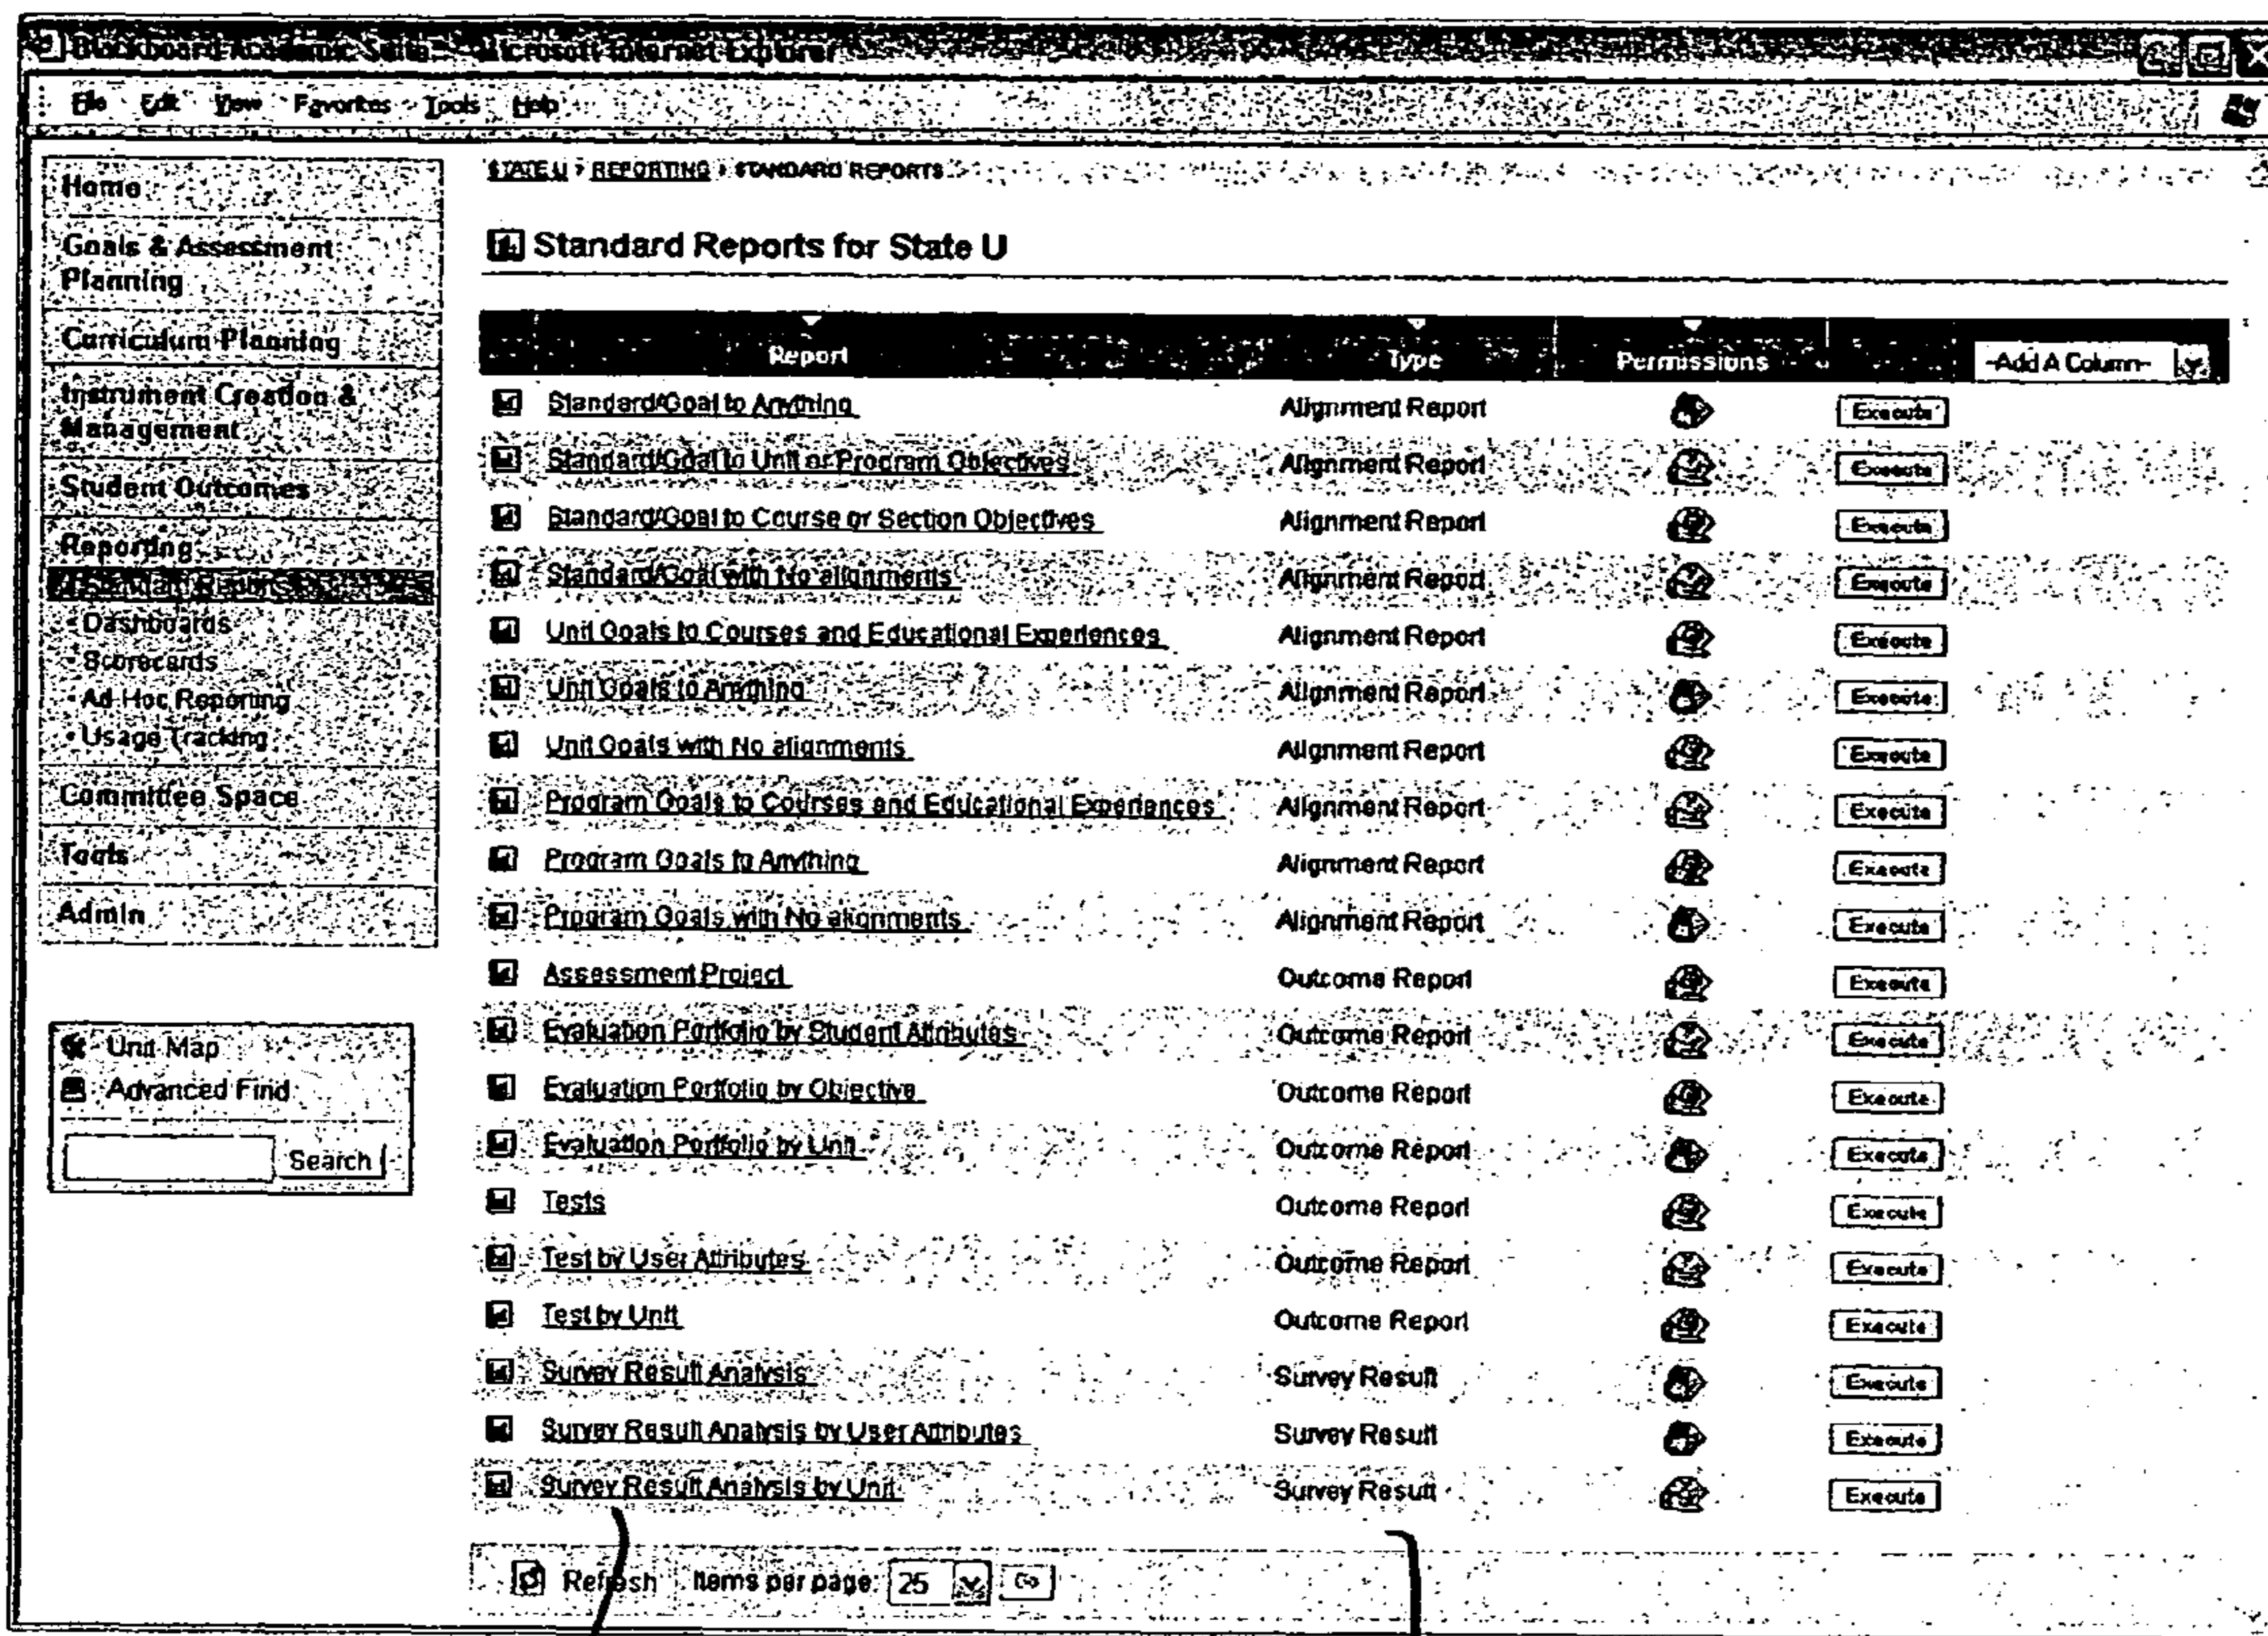 Blackboard Academic Suite - Microsoft Internet Explorer
File Edit View Favorites Tools Help
Home
Goals & Assessment
Planning
Curriculum Planning
Instrument Creation &
Management
Student Outcomes
Reporting
Standard Reports
• Dashboards
• Scorecards
• Ad Hoc Reporting
• Usage Tracking
Committee Space
Tools
Admin
Unit Map
Advanced Find
Search
STATE U > REPORTING > STANDARD REPORTS
Standard Reports for State U
Report Type Permissions -Add A Column-
Standard/Goal to Anything Alignment Report Execute
Standard/Goal to Unit or Program Objectives Alignment Report Execute
Standard/Goal to Course or Section Objectives Alignment Report Execute
Standard/Goal with No alignments Alignment Report Execute
Unit Goals to Courses and Educational Experiences Alignment Report Execute
Unit Goals to Anything Alignment Report Execute
Unit Goals with No alignments Alignment Report Execute
Program Goals to Courses and Educational Experiences Alignment Report Execute
Program Goals to Anything Alignment Report Execute
Program Goals with No alignments Alignment Report Execute
Assessment Project Outcome Report Execute
Evaluation Portfolio by Student Attributes Outcome Report Execute
Evaluation Portfolio by Objective Outcome Report Execute
Evaluation Portfolio by Unit Outcome Report Execute
Tests Outcome Report Execute
Test by User Attributes Outcome Report Execute
Test by Unit Outcome Report Execute
Survey Result Analysis Survey Result Execute
Survey Result Analysis by User Attributes Survey Result Execute
Survey Result Analysis by Unit Survey Result Execute
Refresh Items per page: 25 Go